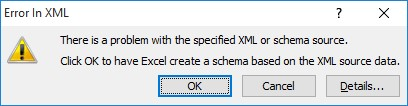 Error In XML
There is a problem with the specified XML or schema source.
Click OK to have Excel create a schema based on the XML source data.
OK
Cancel
Details...